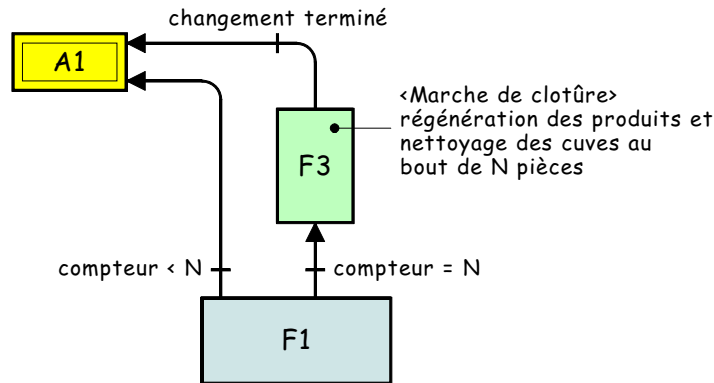 changement terminé
A1
<Marche de clotûre>
régénération des produits et
nettoyage des cuves au
bout de N pièces
F3
compteur < N
compteur = N
F1